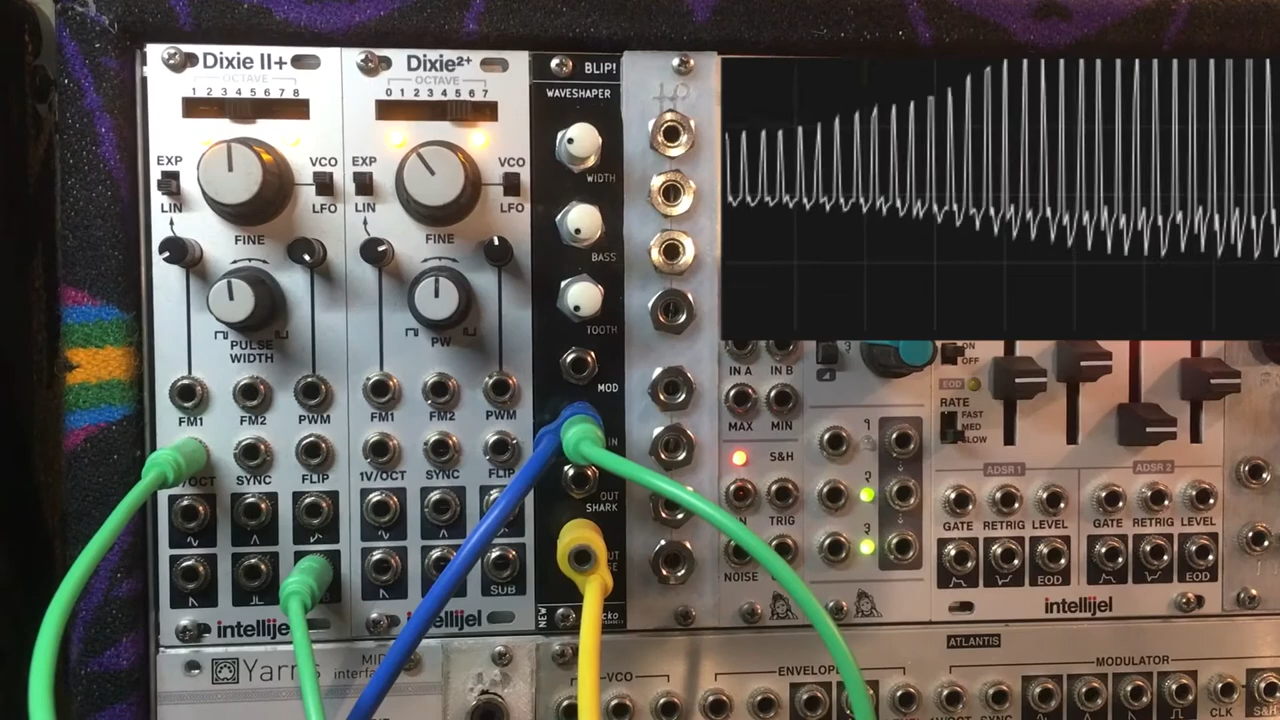 Dixie II+
OCTAVE
1 2 3 4 5 6 7 8
EXP
VCO
LIN
LFO
FINE
PULSE
WIDTH
FM1 FM2 PWM
SYNC FLIP
intellijel
Dixie²⁺
OCTAVE
0 1 2 3 4 5 6 7
EXP
VCO
LIN
LFO
FINE
PW
FM1 FM2 PWM
1V/OCT SYNC FLIP
SUB
BLIP!
WAVESHAPER
WIDTH
BASS
TOOTH
MOD
IN
OUT
SHARK
NEW
IN A IN B
MAX MIN
S&H
TRIG
NOISE
ON
OFF
EOD
RATE
FAST
MED
SLOW
ADSR 1
ADSR 2
GATE RETRIG LEVEL
GATE RETRIG LEVEL
EOD
EOD
intellijel
Yarns
VCO
ATLANTIS
MODULATOR
1V/OCT SYNC
CLK
S&H